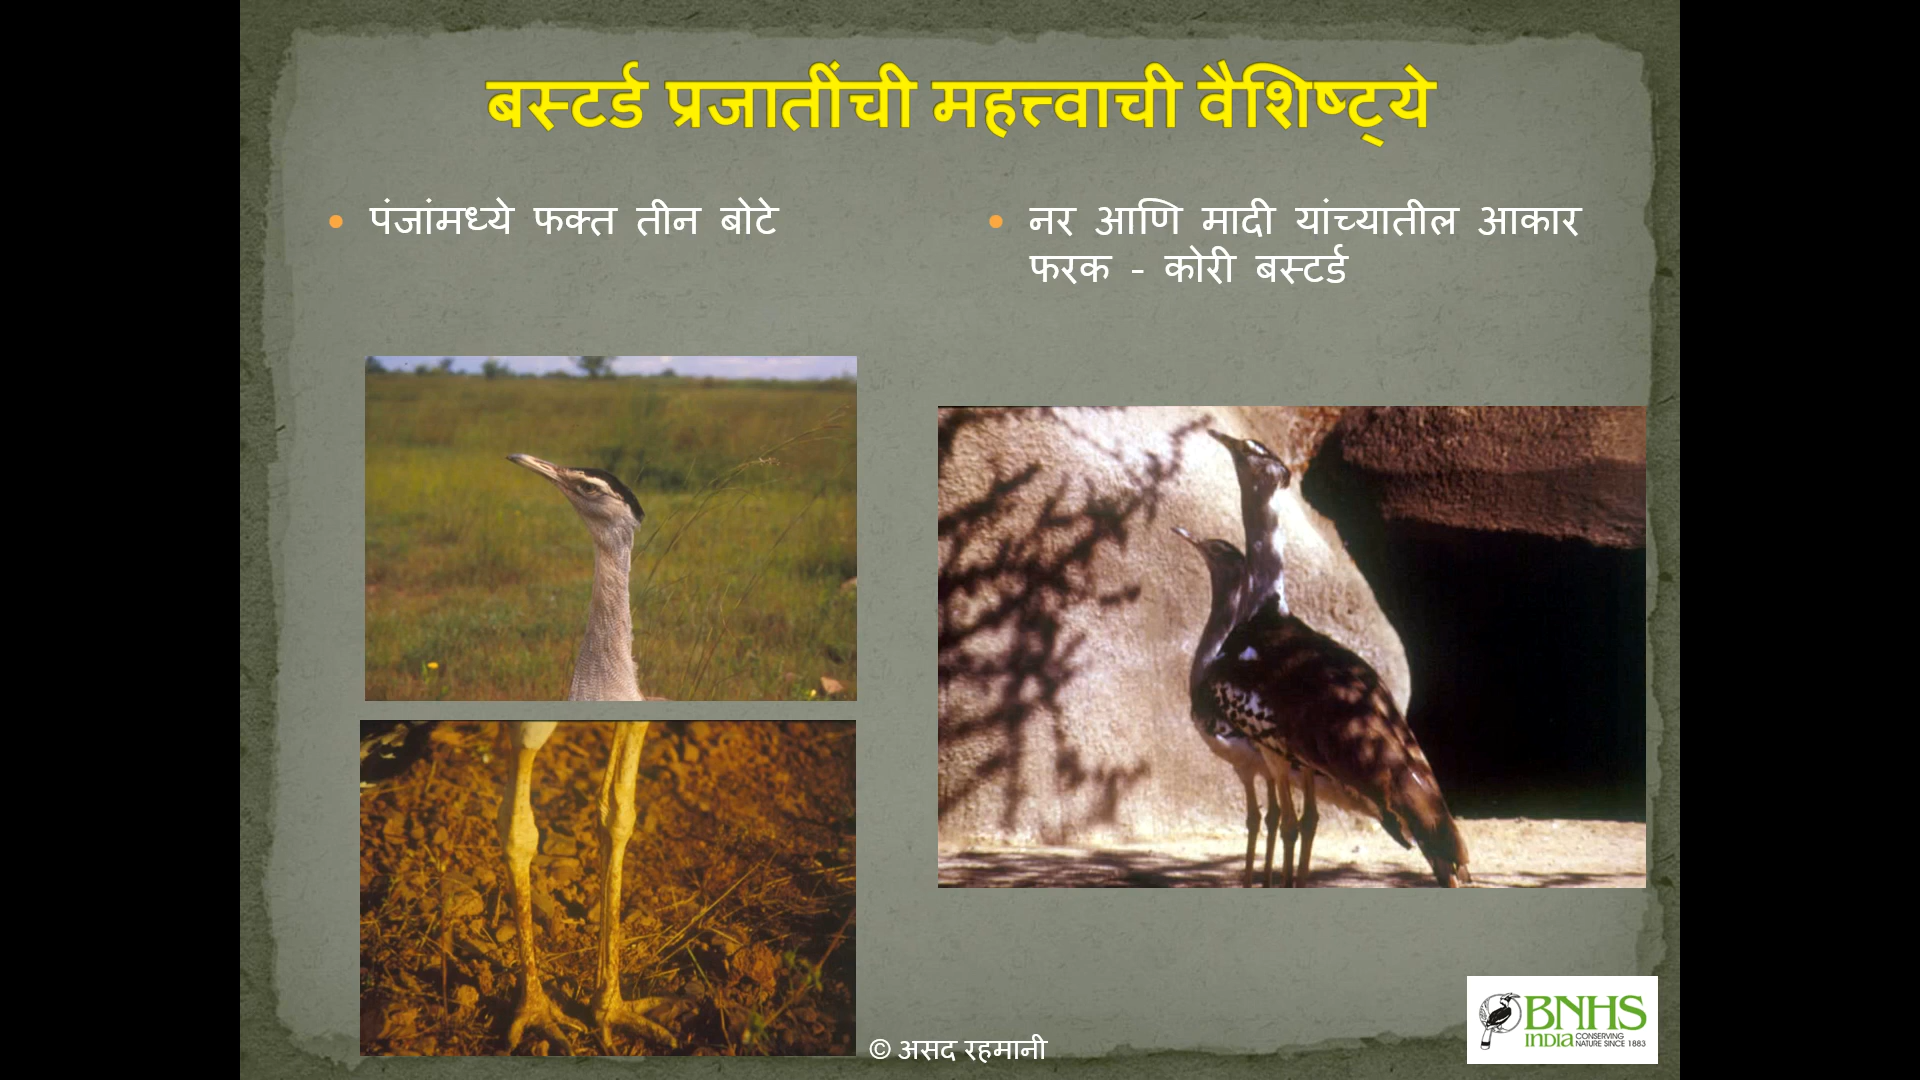 बस्टर्ड प्रजातींची महत्त्वाची वैशिष्ट्ये
• पंजांमध्ये फक्त तीन बोटे
• नर आणि मादी यांच्यातील आकार
फरक - कोरी बस्टर्ड
© असद रहमानी
BNHS
INDIA CONSERVING
NATURE SINCE 1883